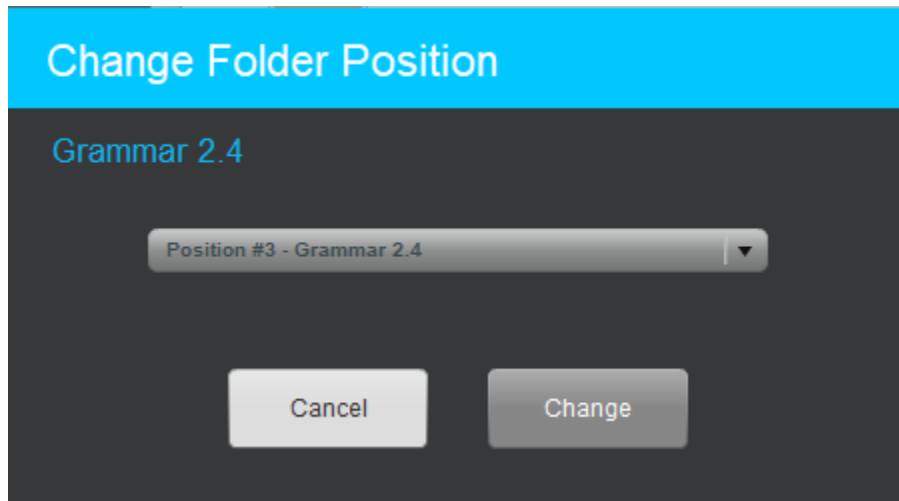 Change Folder Position
Grammar 2.4
Position #3 - Grammar 2.4
Cancel
Change